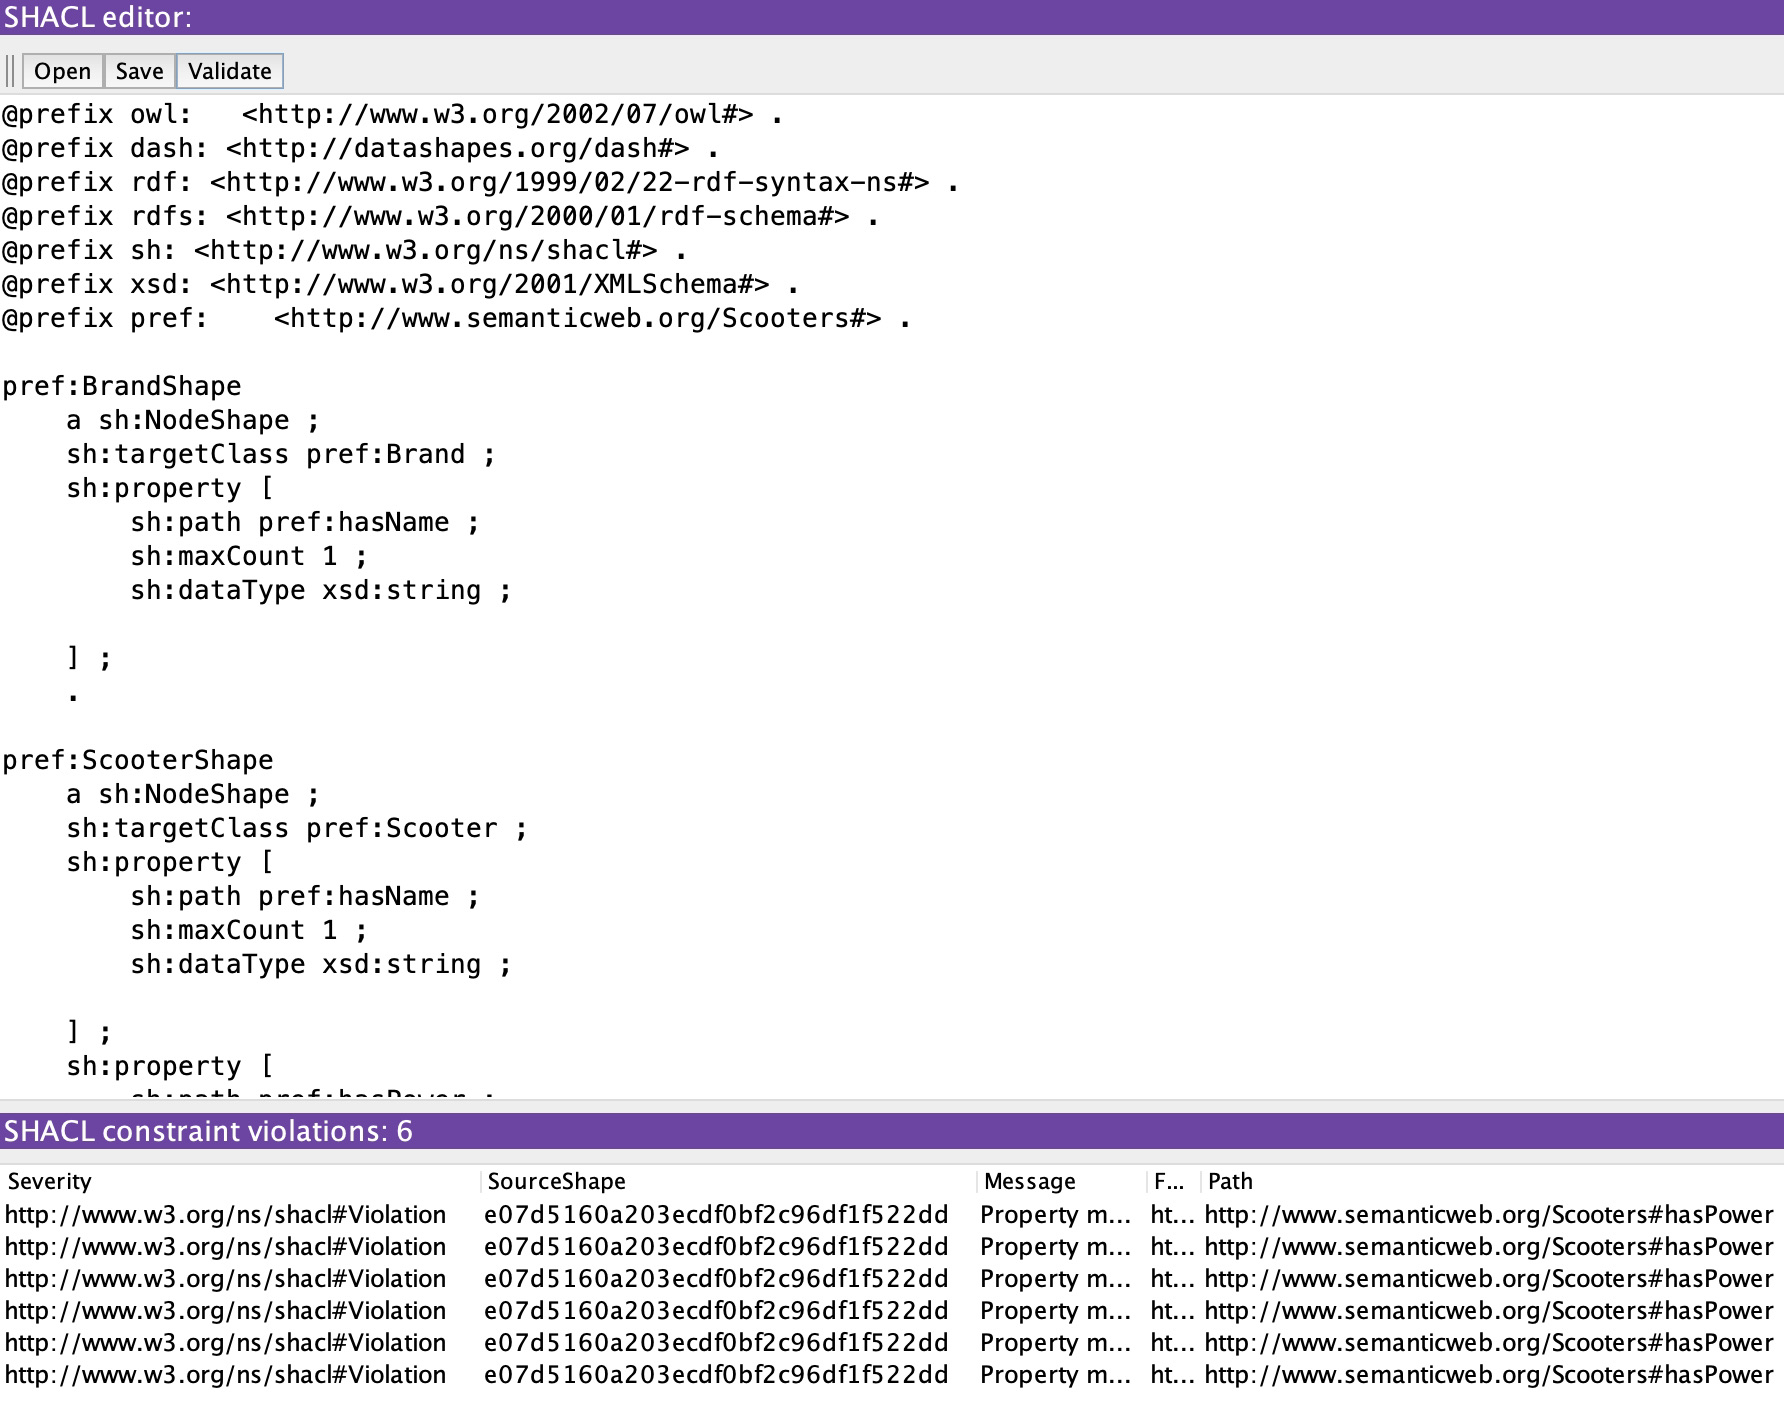 SHACL editor:
Open Save Validate
@prefix owl:   <http://www.w3.org/2002/07/owl#> .
@prefix dash: <http://datashapes.org/dash#> .
@prefix rdf: <http://www.w3.org/1999/02/22-rdf-syntax-ns#> .
@prefix rdfs: <http://www.w3.org/2000/01/rdf-schema#> .
@prefix sh: <http://www.w3.org/ns/shacl#> .
@prefix xsd: <http://www.w3.org/2001/XMLSchema#> .
@prefix pref:    <http://www.semanticweb.org/Scooters#> .

pref:BrandShape
    a sh:NodeShape ;
    sh:targetClass pref:Brand ;
    sh:property [
        sh:path pref:hasName ;
        sh:maxCount 1 ;
        sh:dataType xsd:string ;

    ] ;
    .

pref:ScooterShape
    a sh:NodeShape ;
    sh:targetClass pref:Scooter ;
    sh:property [
        sh:path pref:hasName ;
        sh:maxCount 1 ;
        sh:dataType xsd:string ;

    ] ;
    sh:property [
        sh:path pref:hasPower ;
SHACL constraint violations: 6
Severity SourceShape Message F... Path
http://www.w3.org/ns/shacl#Violation e07d5160a203ecdf0bf2c96df1f522dd Property m... ht... http://www.semanticweb.org/Scooters#hasPower
http://www.w3.org/ns/shacl#Violation e07d5160a203ecdf0bf2c96df1f522dd Property m... ht... http://www.semanticweb.org/Scooters#hasPower
http://www.w3.org/ns/shacl#Violation e07d5160a203ecdf0bf2c96df1f522dd Property m... ht... http://www.semanticweb.org/Scooters#hasPower
http://www.w3.org/ns/shacl#Violation e07d5160a203ecdf0bf2c96df1f522dd Property m... ht... http://www.semanticweb.org/Scooters#hasPower
http://www.w3.org/ns/shacl#Violation e07d5160a203ecdf0bf2c96df1f522dd Property m... ht... http://www.semanticweb.org/Scooters#hasPower
http://www.w3.org/ns/shacl#Violation e07d5160a203ecdf0bf2c96df1f522dd Property m... ht... http://www.semanticweb.org/Scooters#hasPower